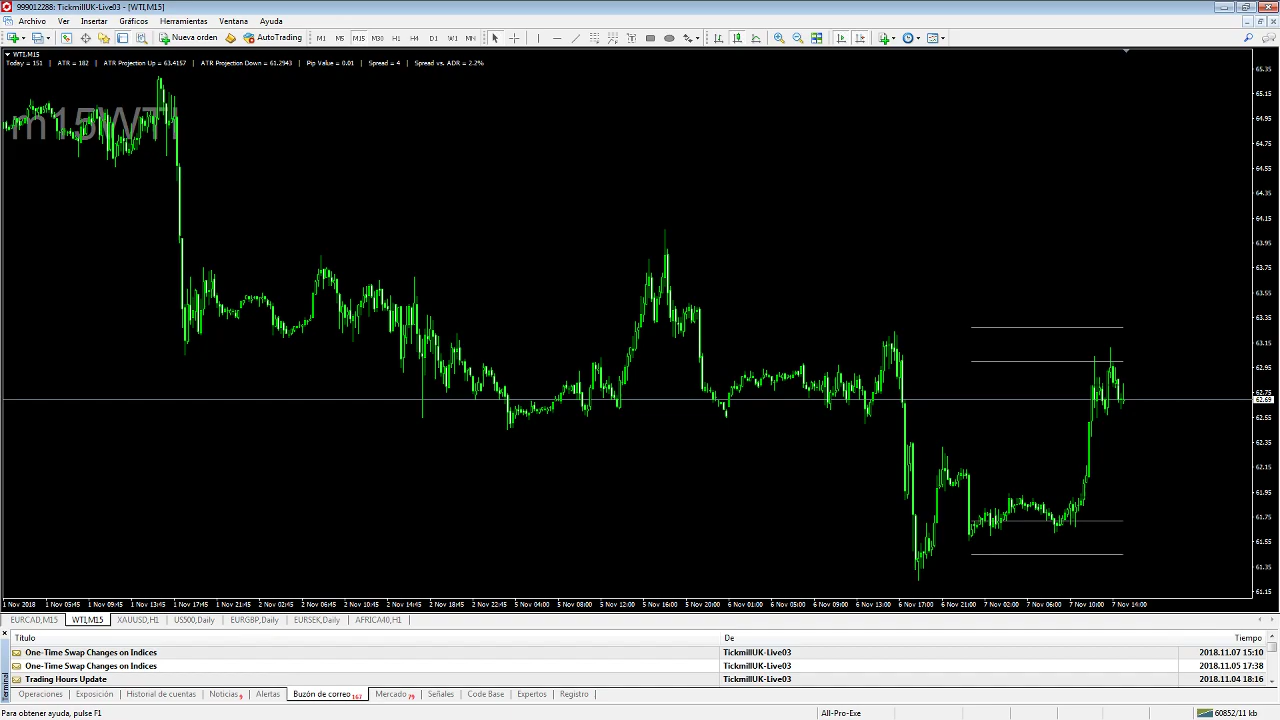 999012288: TickmillUK-Live03 - [WTI,M15]
Archivo Ver Insertar Gráficos Herramientas Ventana Ayuda
Nueva orden AutoTrading M1 M5 M15 M30 H1 H4 D1 W1 MN
WTI,M15
Today = 151 | ATR = 182 | ATR Projection Up = 63.4157 | ATR Projection Down = 61.2943 | Pip Value = 0.01 | Spread = 4 | Spread vs. ADR = 2.2%
m15WTI
65.35
65.15
64.95
64.75
64.55
64.35
64.15
63.95
63.75
63.55
63.35
63.15
62.95
62.75
62.69
62.55
62.35
62.15
61.95
61.75
61.55
61.35
61.15
1 Nov 2018 1 Nov 05:45 1 Nov 09:45 1 Nov 13:45 1 Nov 17:45 1 Nov 21:45 2 Nov 02:45 2 Nov 06:45 2 Nov 10:45 2 Nov 14:45 2 Nov 18:45 2 Nov 22:45 5 Nov 04:00 5 Nov 08:00 5 Nov 12:00 5 Nov 16:00 5 Nov 20:00 6 Nov 01:00 6 Nov 05:00 6 Nov 09:00 6 Nov 13:00 6 Nov 17:00 6 Nov 21:00 7 Nov 02:00 7 Nov 06:00 7 Nov 10:00 7 Nov 14:00
EURCAD,M15 WTI,M15 XAUUSD,H1 US500,Daily EURGBP,Daily EURSEK,Daily AFRICA40,H1
Título De Tiempo
One-Time Swap Changes on Indices TickmillUK-Live03 2018.11.07 15:10
One-Time Swap Changes on Indices TickmillUK-Live03 2018.11.05 17:38
Trading Hours Update TickmillUK-Live03 2018.11.04 18:16
Terminal
Operaciones Exposición Historial de cuentas Noticias 9 Alertas Buzón de correo 167 Mercado 79 Señales Code Base Expertos Registro
Para obtener ayuda, pulse F1 All-Pro-Exe 60852/11 kb